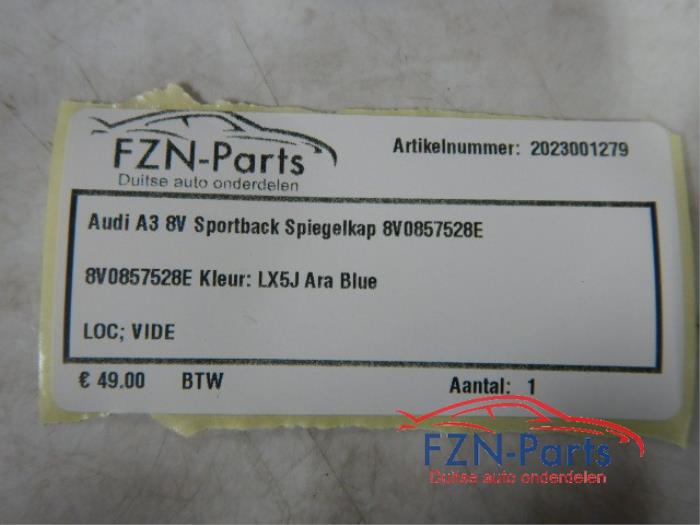 FZN-Parts
Duitse auto onderdelen
Artikelnummer: 2023001279
Audi A3 8V Sportback Spiegelkap 8V0857528E
8V0857528E Kleur: LX5J Ara Blue
LOC; VIDE
€ 49.00 BTW Aantal: 1
FZN-Parts
Duitse auto onderdelen